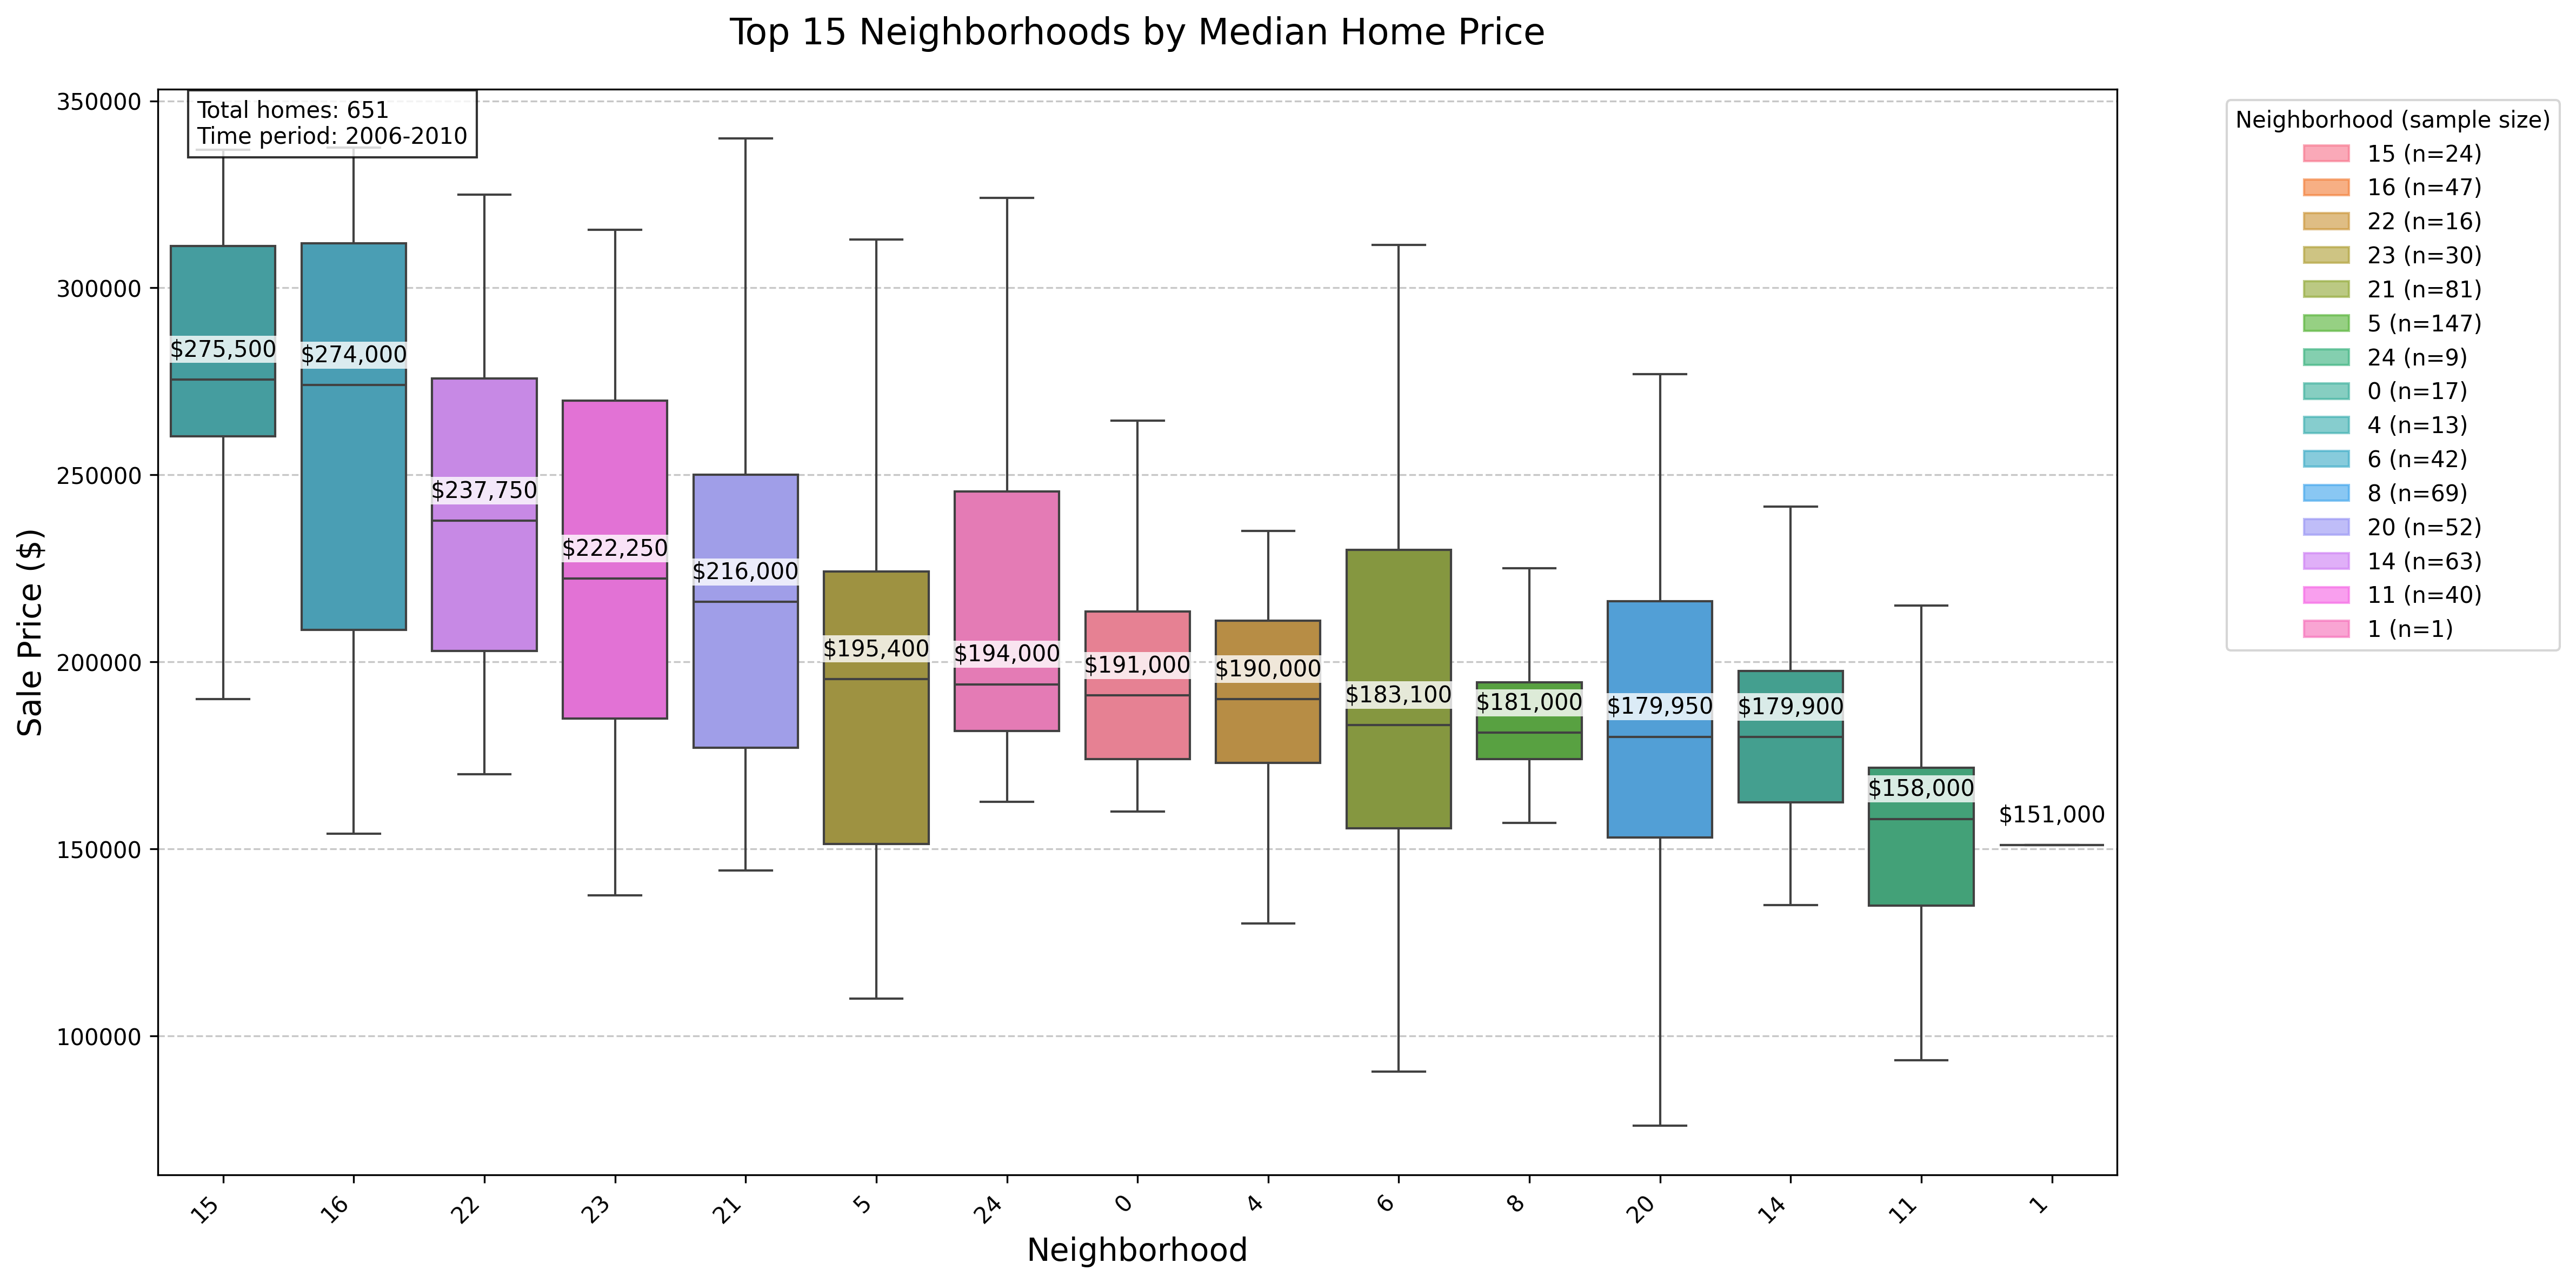 Top 15 Neighborhoods by Median Home Price
Total homes: 651
Time period: 2006-2010
Sale Price ($)
350000
300000
250000
200000
150000
100000
$275,500
$274,000
$237,750
$222,250
$216,000
$195,400
$194,000
$191,000
$190,000
$183,100
$181,000
$179,950
$179,900
$158,000
$151,000
15
16
22
23
21
5
24
0
4
6
8
20
14
11
1
Neighborhood
Neighborhood (sample size)
15 (n=24)
16 (n=47)
22 (n=16)
23 (n=30)
21 (n=81)
5 (n=147)
24 (n=9)
0 (n=17)
4 (n=13)
6 (n=42)
8 (n=69)
20 (n=52)
14 (n=63)
11 (n=40)
1 (n=1)